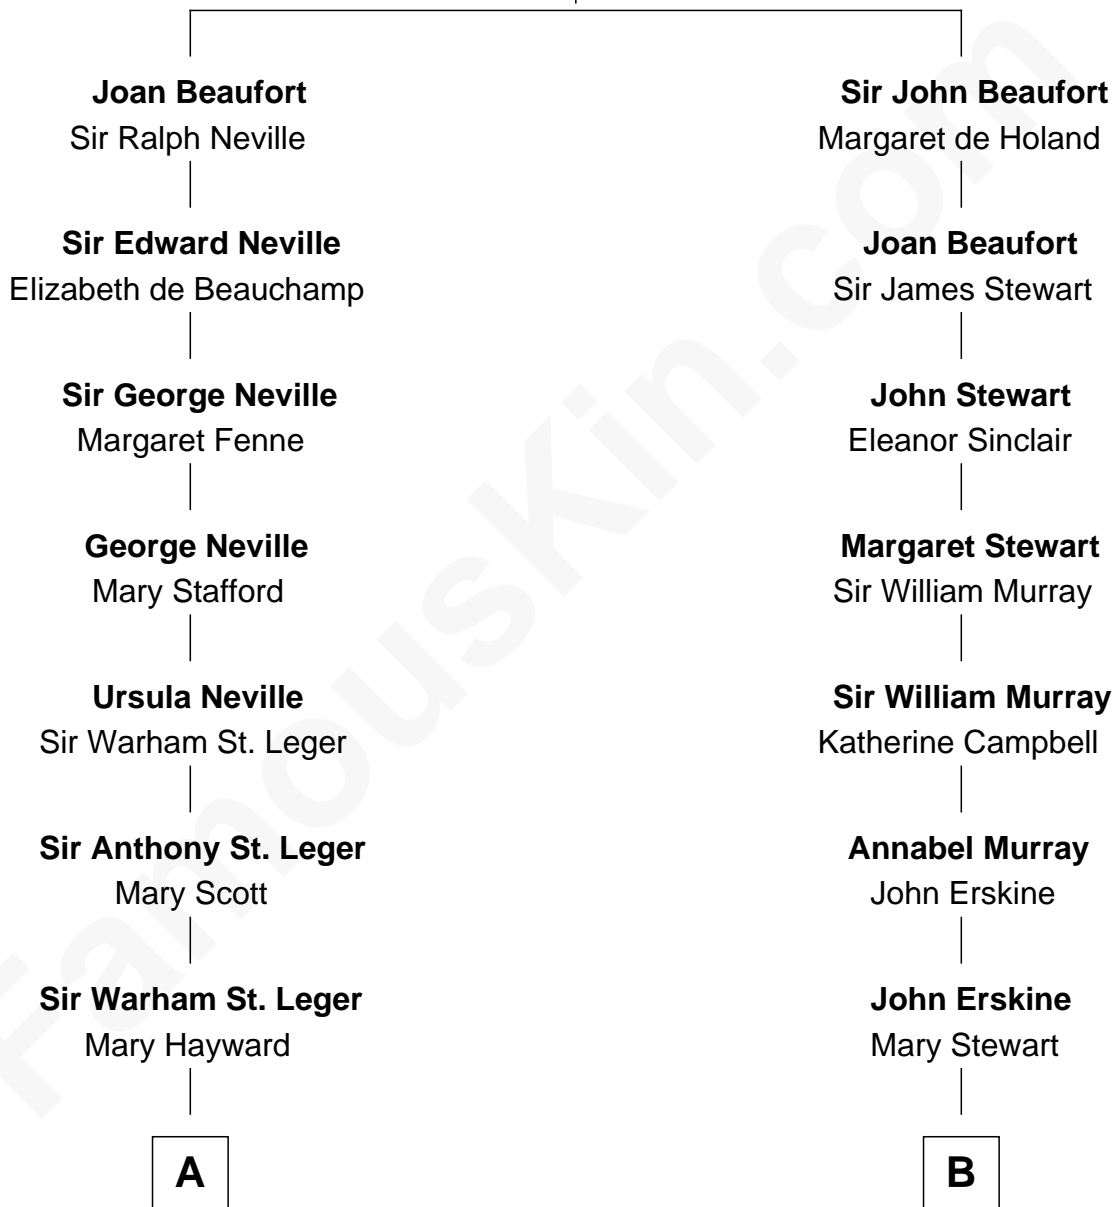 Joan Beaufort
Sir Ralph Neville
Sir Edward Neville
Elizabeth de Beauchamp
Sir George Neville
Margaret Fenne
George Neville
Mary Stafford
Ursula Neville
Sir Warham St. Leger
Sir Anthony St. Leger
Mary Scott
Sir Warham St. Leger
Mary Hayward
A
Sir John Beaufort
Margaret de Holand
Joan Beaufort
Sir James Stewart
John Stewart
Eleanor Sinclair
Margaret Stewart
Sir William Murray
Sir William Murray
Katherine Campbell
Annabel Murray
John Erskine
John Erskine
Mary Stewart
B
FamousKin.com